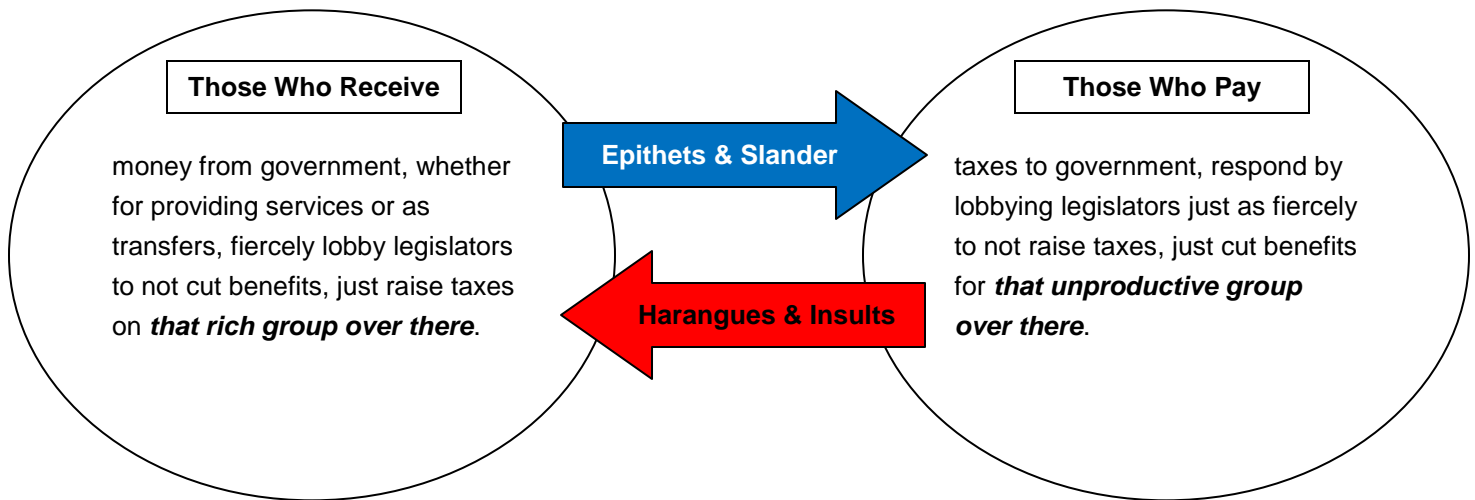 Those Who Receive
money from government, whether
for providing services or as
transfers, fiercely lobby legislators
to not cut benefits, just raise taxes
on that rich group over there.
Epithets & Slander
Harangues & Insults
Those Who Pay
taxes to government, respond by
lobbying legislators just as fiercely
to not raise taxes, just cut benefits
for that unproductive group
over there.